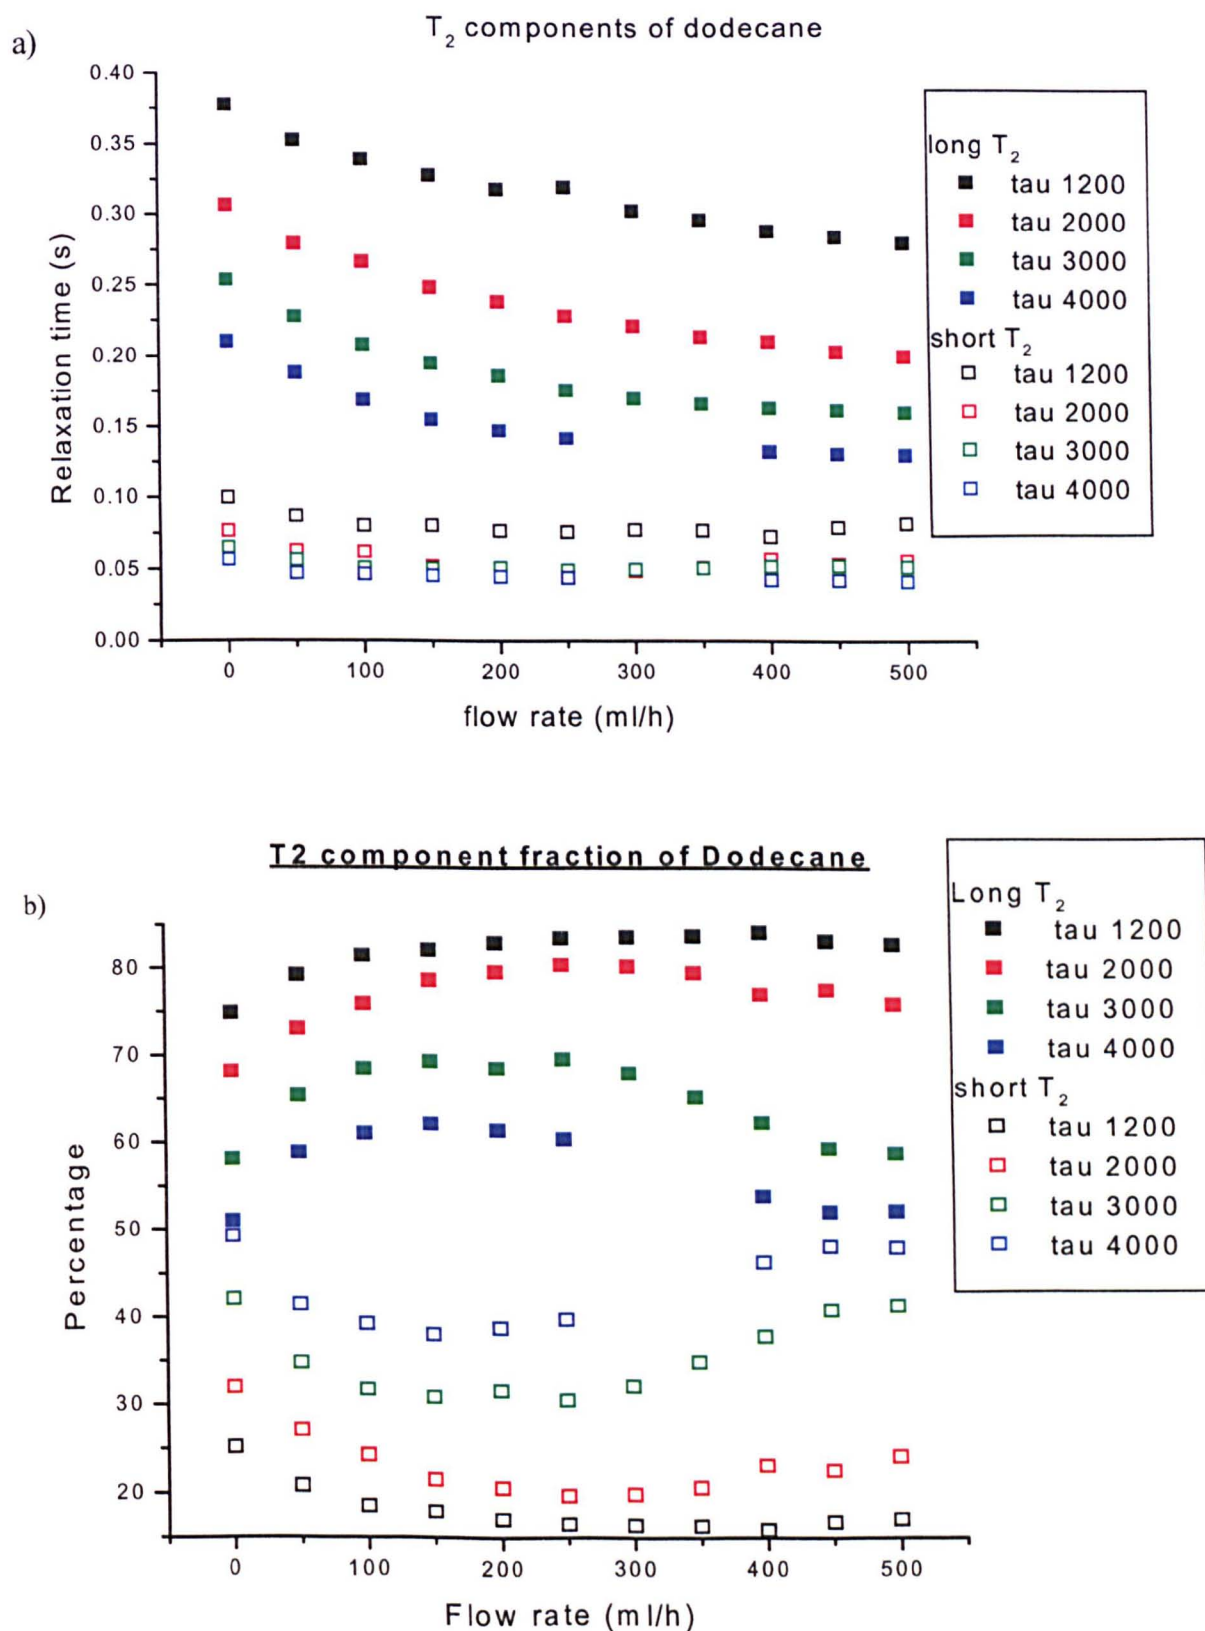 a)
T2 components of dodecane
0.40
0.35
0.30
0.25
0.20
0.15
0.10
0.05
0.00
Relaxation time (s)
0 100 200 300 400 500
flow rate (ml/h)
long T2
tau 1200
tau 2000
tau 3000
tau 4000
short T2
tau 1200
tau 2000
tau 3000
tau 4000
b)
T2 component fraction of Dodecane
80
70
60
50
40
30
20
Percentage
0 100 200 300 400 500
Flow rate (ml/h)
Long T2
tau 1200
tau 2000
tau 3000
tau 4000
short T2
tau 1200
tau 2000
tau 3000
tau 4000